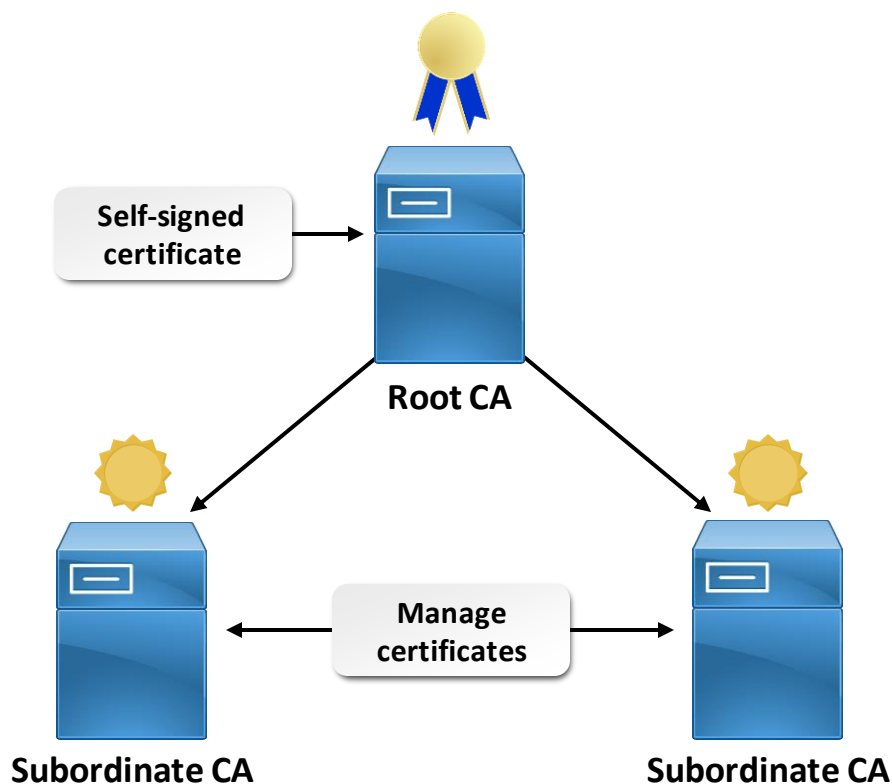 Self-signed
certificate
Root CA
Manage
certificates
Subordinate CA
Subordinate CA